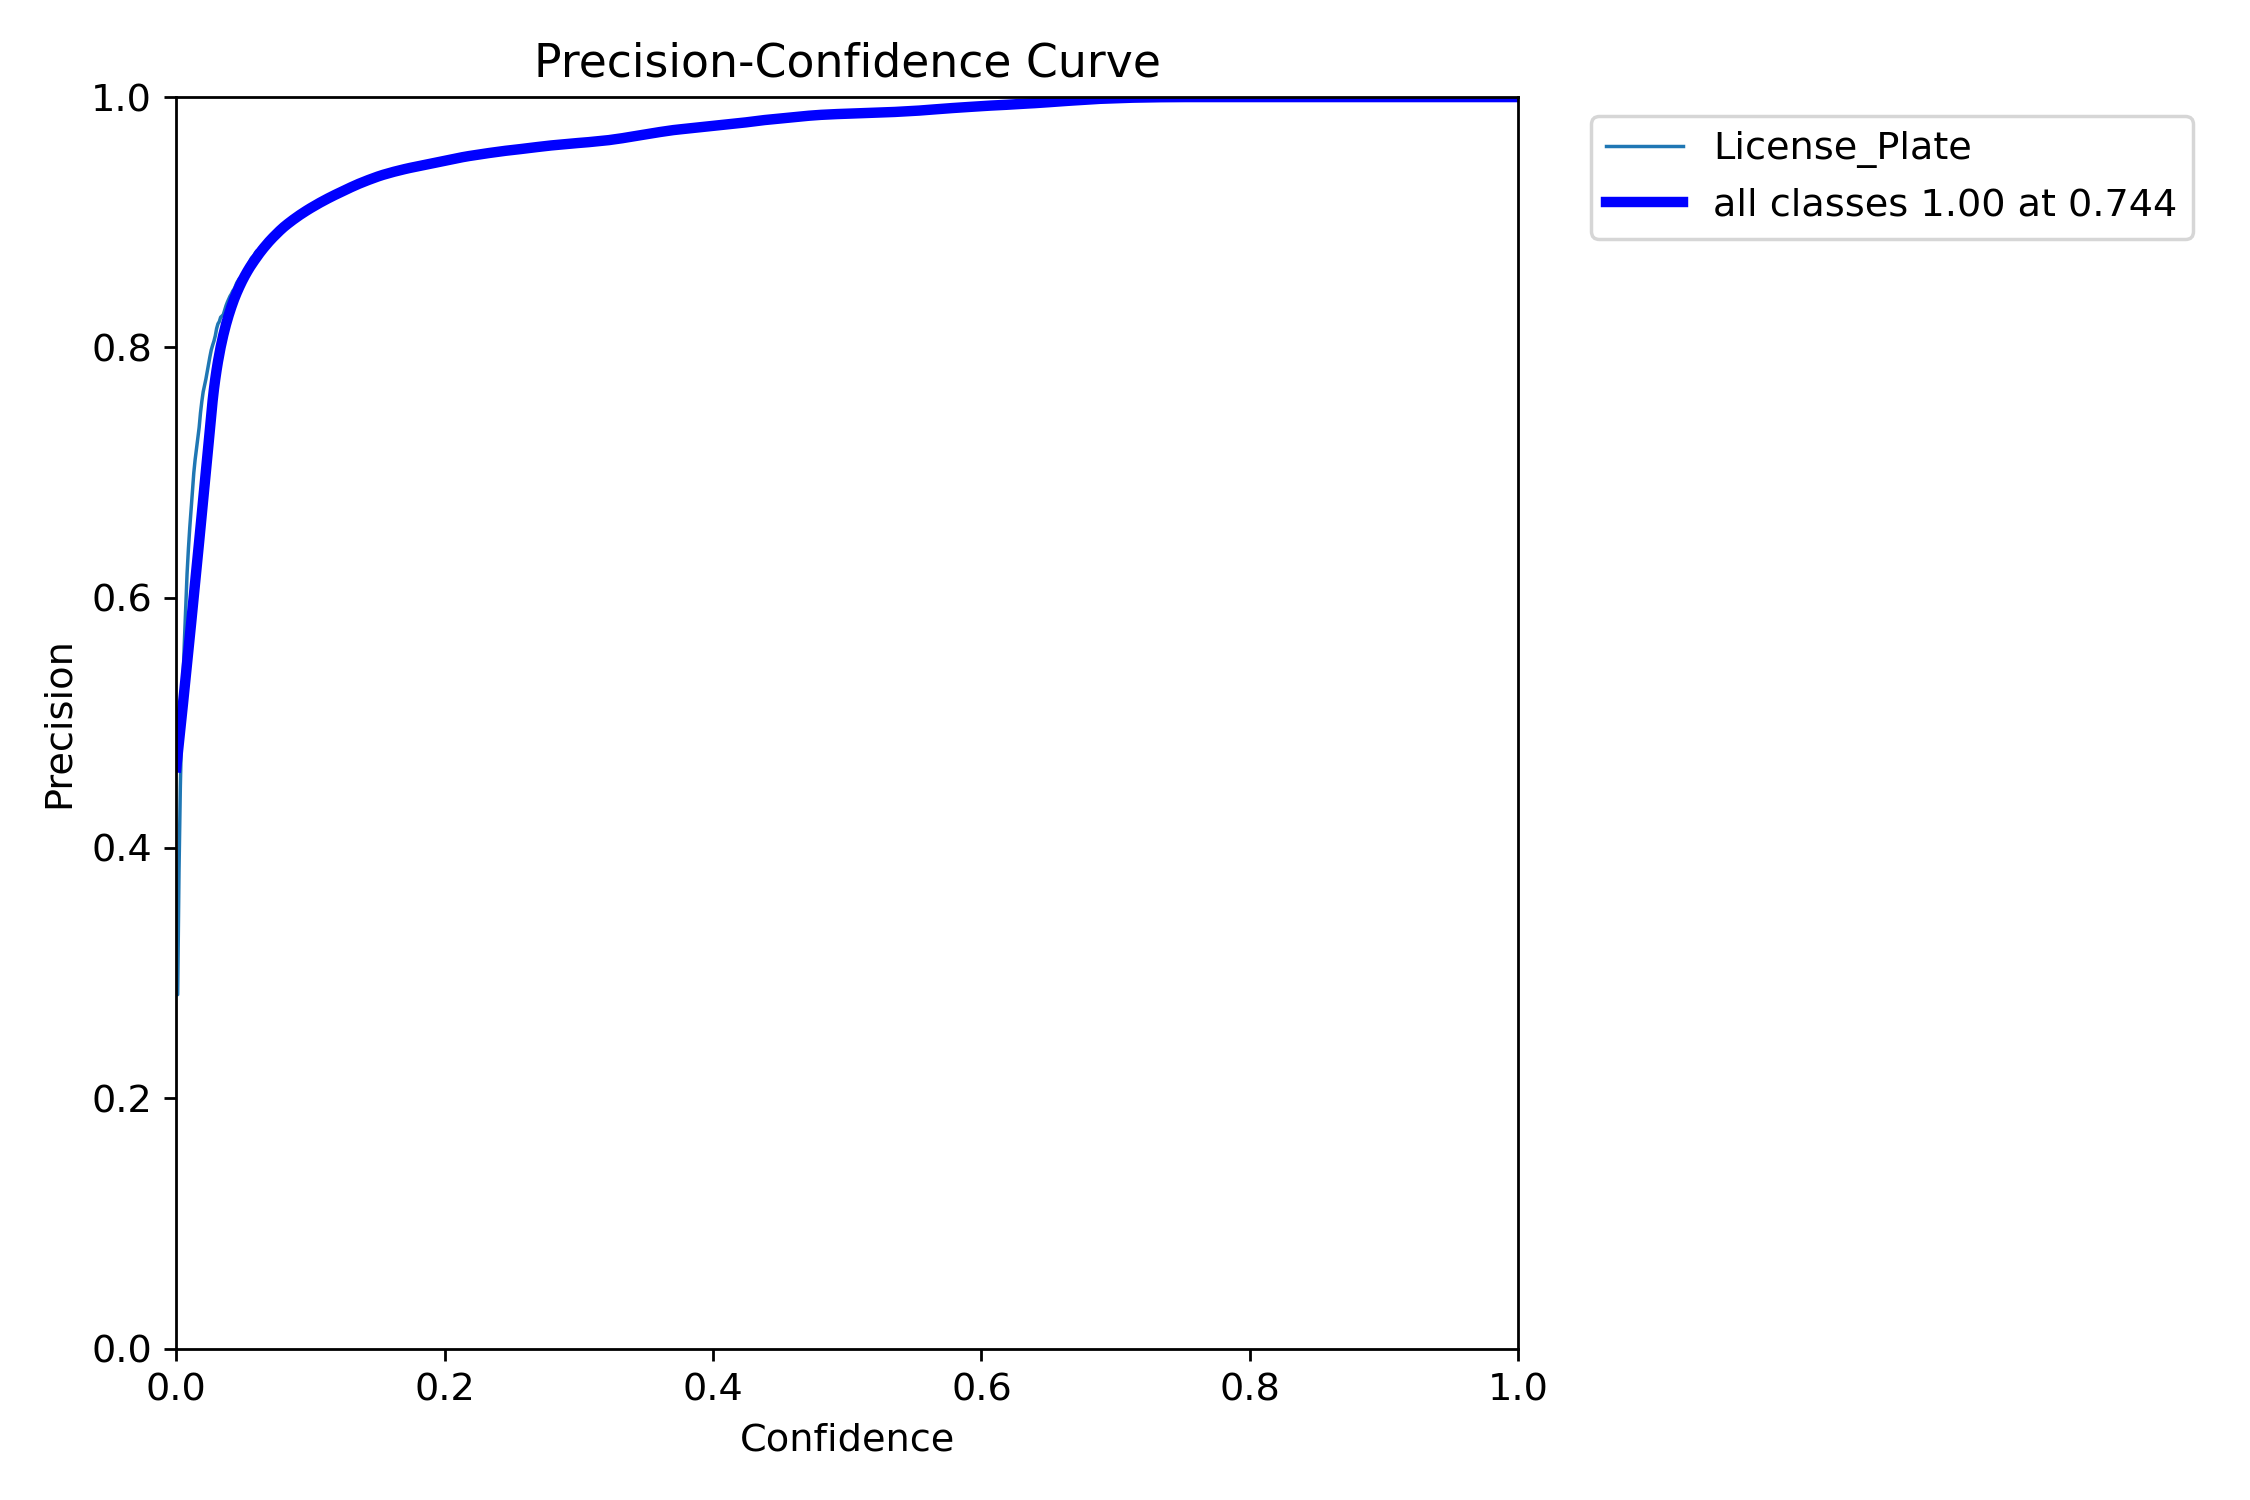 Precision-Confidence Curve
1.0
0.8
0.6
0.4
0.2
0.0
Precision
0.0 0.2 0.4 0.6 0.8 1.0
Confidence
License_Plate
all classes 1.00 at 0.744